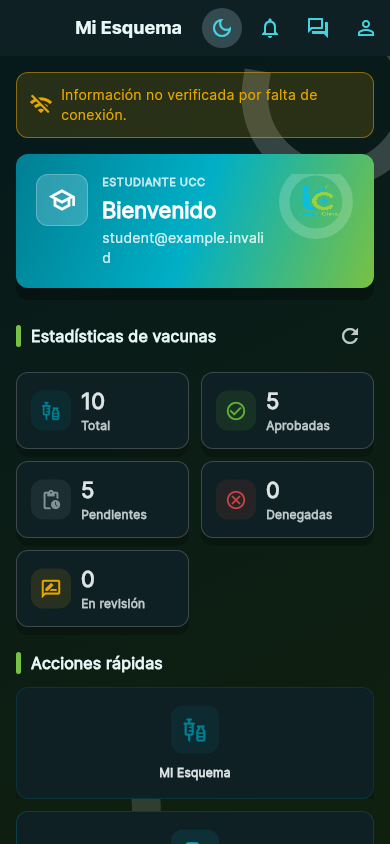 Mi Esquema
Información no verificada por falta de
conexión.
ESTUDIANTE UCC
Bienvenido
student@example.invali
d
Estadísticas de vacunas
10
Total
5
Aprobadas
5
Pendientes
0
Denegadas
0
En revisión
Acciones rápidas
Mi Esquema